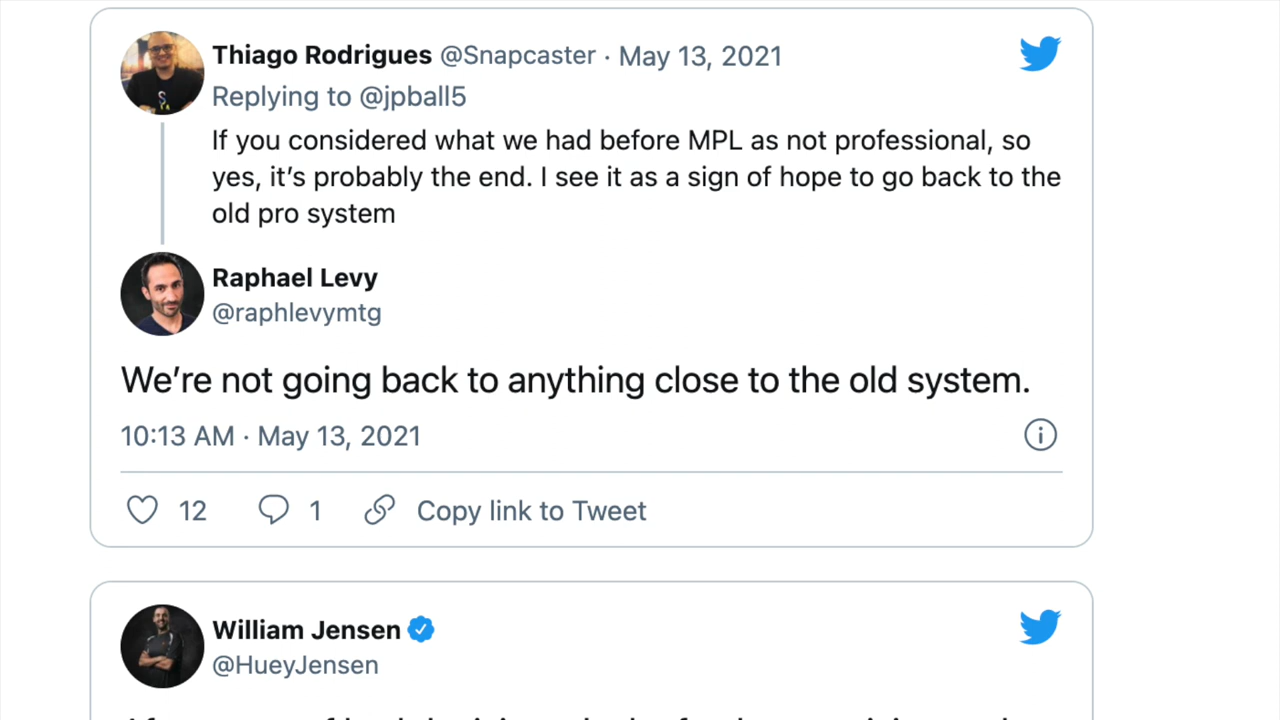 Thiago Rodrigues @Snapcaster · May 13, 2021
Replying to @jpball5
If you considered what we had before MPL as not professional, so
yes, it’s probably the end. I see it as a sign of hope to go back to the
old pro system
Raphael Levy
@raphlevymtg
We’re not going back to anything close to the old system.
10:13 AM · May 13, 2021
12 1 Copy link to Tweet
William Jensen
@HueyJensen